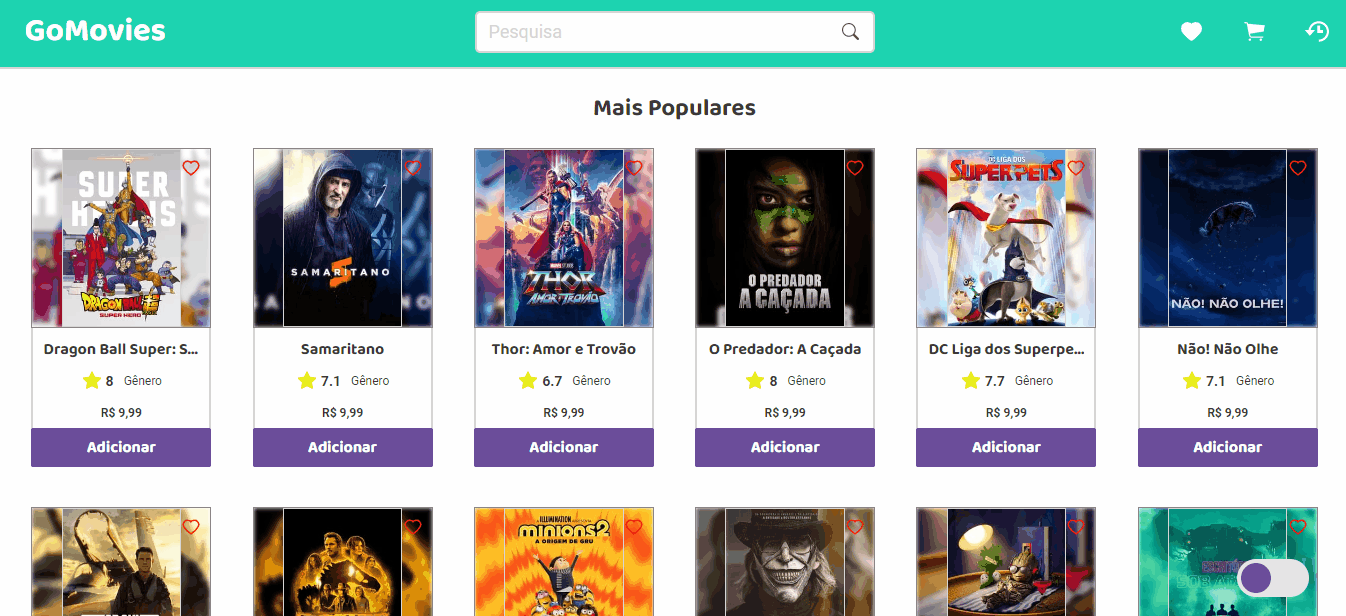 GoMovies
Pesquisa
Mais Populares
SUPER
HEROIS
DRAGON BALL SUPER
SUPER HERO
SAMARITANO
MARVEL STUDIOS
THOR
AMOR E TROVÃO
O PREDADOR
A CAÇADA
DC LIGA DOS
SUPERPETS
NÃO! NÃO OLHE!
Dragon Ball Super: S...
Samaritano
Thor: Amor e Trovão
O Predador: A Caçada
DC Liga dos Superpe...
Não! Não Olhe
8 Gênero
7.1 Gênero
6.7 Gênero
8 Gênero
7.7 Gênero
7.1 Gênero
R$ 9,99
R$ 9,99
R$ 9,99
R$ 9,99
R$ 9,99
R$ 9,99
Adicionar
Adicionar
Adicionar
Adicionar
Adicionar
Adicionar
ILLUMINATION
MINIONS 2
A ORIGEM DE GRU